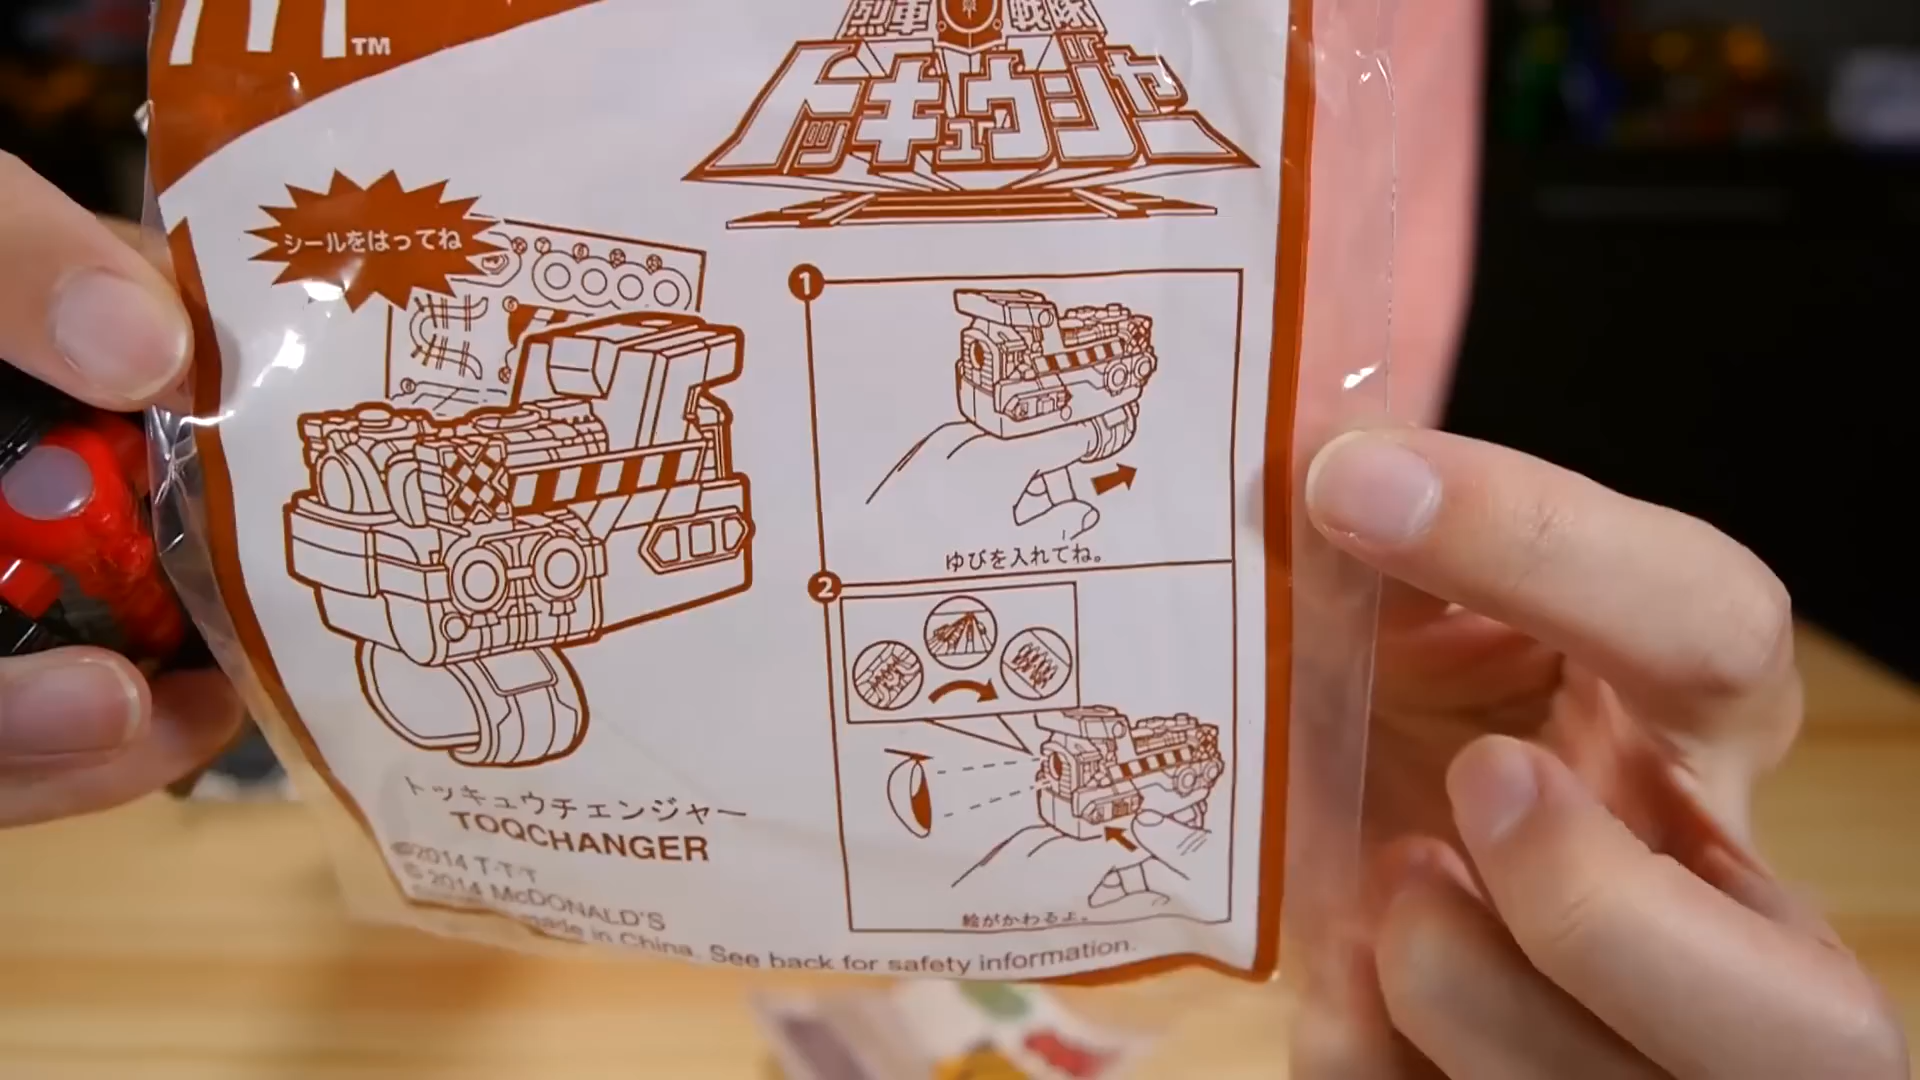 TM
烈車戦隊
トッキュウジャー
シールをはってね
1
ゆびを入れてね。
2
絵がかわるよ。
トッキュウチェンジャー
TOQCHANGER
©2014 T·T·T
© 2014 McDONALD'S
made in China. See back for safety information.